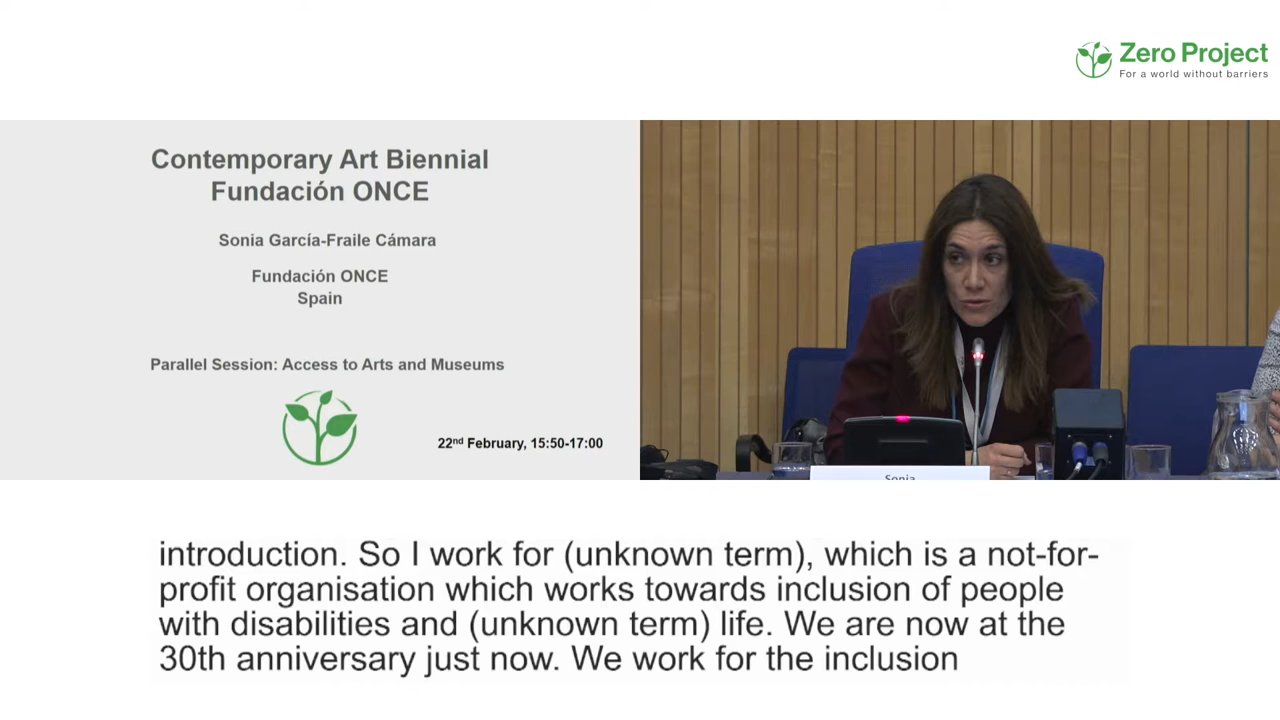 Zero Project
For a world without barriers
Contemporary Art Biennial
Fundación ONCE
Sonia García-Fraile Cámara
Fundación ONCE
Spain
Parallel Session: Access to Arts and Museums
22nd February, 15:50-17:00
Sonia
introduction. So I work for (unknown term), which is a not-for-
profit organisation which works towards inclusion of people
with disabilities and (unknown term) life. We are now at the
30th anniversary just now. We work for the inclusion